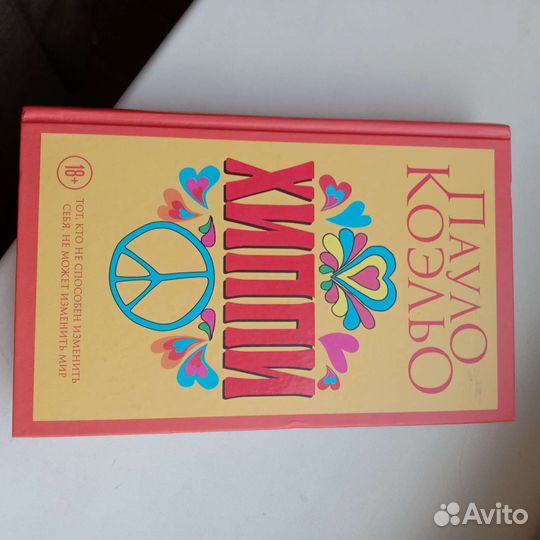 ПАУЛО
КОЭЛЬО
ХИППИ
18+
ТОТ, КТО НЕ СПОСОБЕН ИЗМЕНИТЬ
СЕБЯ, НЕ МОЖЕТ ИЗМЕНИТЬ МИР
Avito